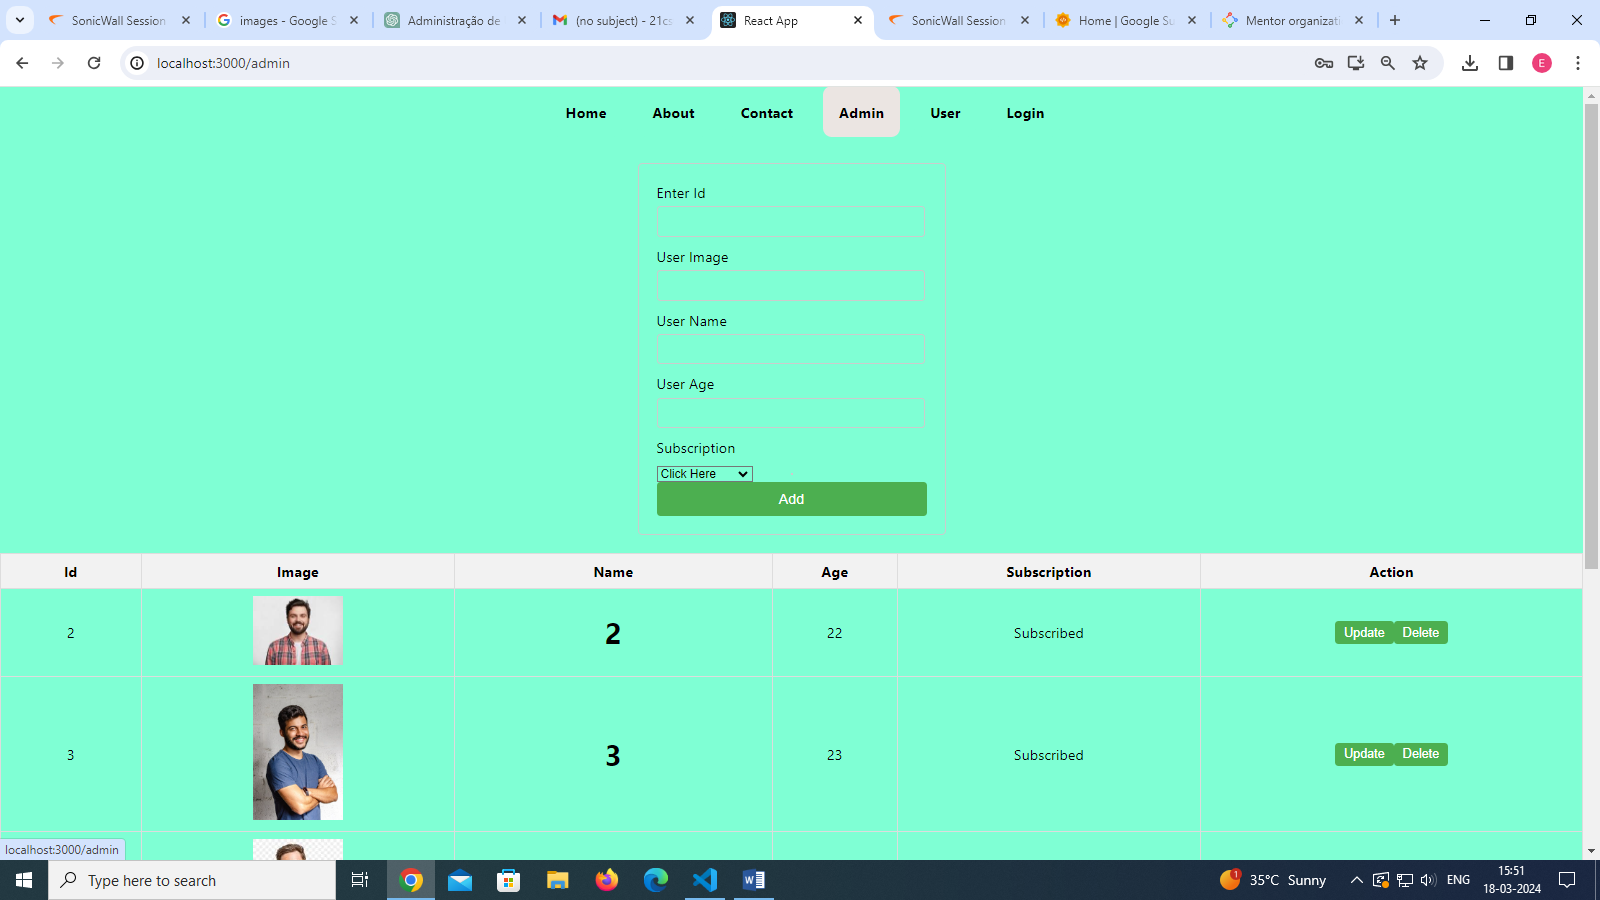 SonicWall Session
images - Google S
Administração de
(no subject) - 21cs
React App
SonicWall Session
Home | Google Su
Mentor organizati
localhost:3000/admin
E
Home About Contact Admin User Login
Enter Id
User Image
User Name
User Age
Subscription
Click Here
Add
Id Image Name Age Subscription Action
2 2 22 Subscribed Update Delete
3 3 23 Subscribed Update Delete
localhost:3000/admin
Type here to search
1
35°C Sunny
ENG
15:51
18-03-2024